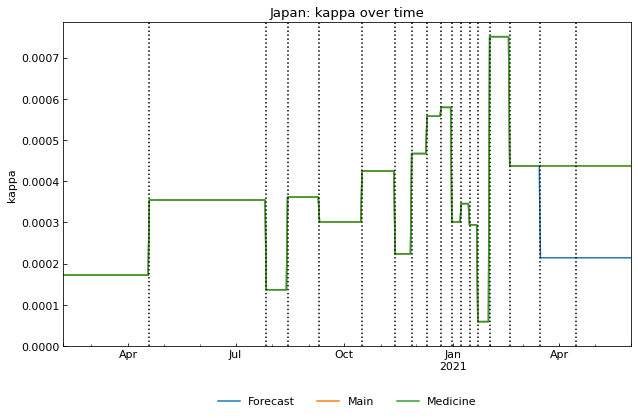 Japan: kappa over time
kappa
0.0007
0.0006
0.0005
0.0004
0.0003
0.0002
0.0001
0.0000
Apr Jul Oct Jan Apr
2021
Forecast Main Medicine